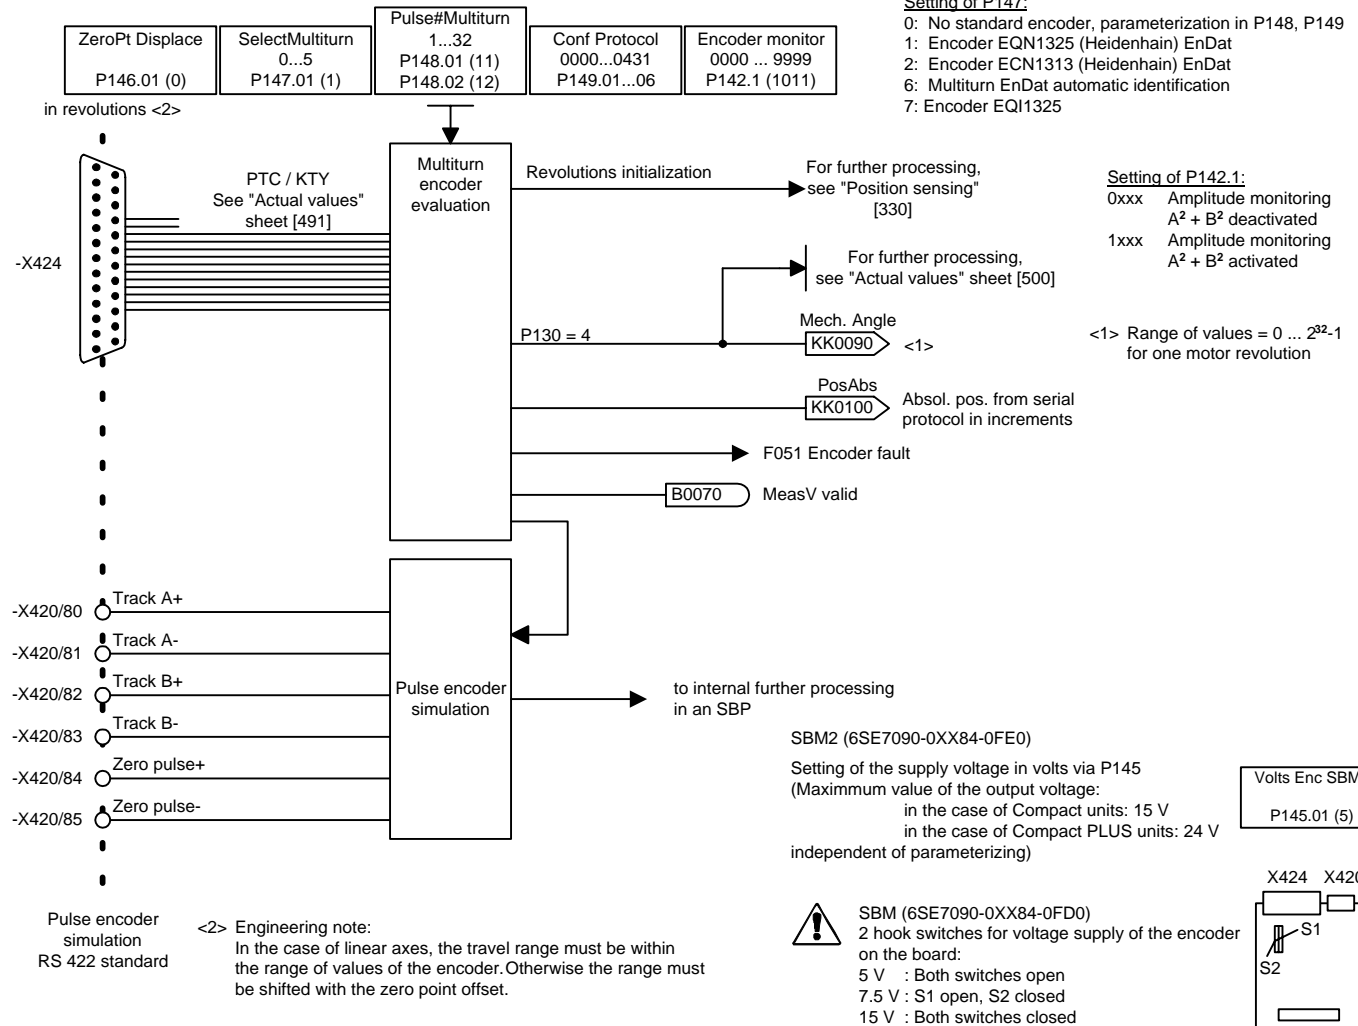 Setting of P147:
0: No standard encoder, parameterization in P148, P149
1: Encoder EQN1325 (Heidenhain) EnDat
2: Encoder ECN1313 (Heidenhain) EnDat
6: Multiturn EnDat automatic identification
7: Encoder EQI1325
ZeroPt Displace
P146.01 (0)
SelectMultiturn
0...5
P147.01 (1)
Pulse#Multiturn
1...32
P148.01 (11)
P148.02 (12)
Conf Protocol
0000...0431
P149.01...06
Encoder monitor
0000 ... 9999
P142.1 (1011)
in revolutions <2>
-X424
PTC / KTY
See "Actual values"
sheet [491]
Multiturn
encoder
evaluation
Revolutions initialization
For further processing,
see "Position sensing"
[330]
Setting of P142.1:
0xxx Amplitude monitoring
A² + B² deactivated
1xxx Amplitude monitoring
A² + B² activated
For further processing,
see "Actual values" sheet [500]
P130 = 4
Mech. Angle
KK0090 <1>
<1> Range of values = 0 ... 2³²-1
for one motor revolution
PosAbs
KK0100
Absol. pos. from serial
protocol in increments
F051 Encoder fault
B0070 MeasV valid
-X420/80 Track A+
-X420/81 Track A-
-X420/82 Track B+
-X420/83 Track B-
-X420/84 Zero pulse+
-X420/85 Zero pulse-
Pulse encoder
simulation
to internal further processing
in an SBP
SBM2 (6SE7090-0XX84-0FE0)
Setting of the supply voltage in volts via P145
(Maximmum value of the output voltage:
in the case of Compact units: 15 V
in the case of Compact PLUS units: 24 V
independent of parameterizing)
Volts Enc SBM
P145.01 (5)
Pulse encoder
simulation
RS 422 standard
<2> Engineering note:
In the case of linear axes, the travel range must be within
the range of values of the encoder.Otherwise the range must
be shifted with the zero point offset.
SBM (6SE7090-0XX84-0FD0)
2 hook switches for voltage supply of the encoder
on the board:
5 V : Both switches open
7.5 V : S1 open, S2 closed
15 V : Both switches closed
X424 X420
S1
S2